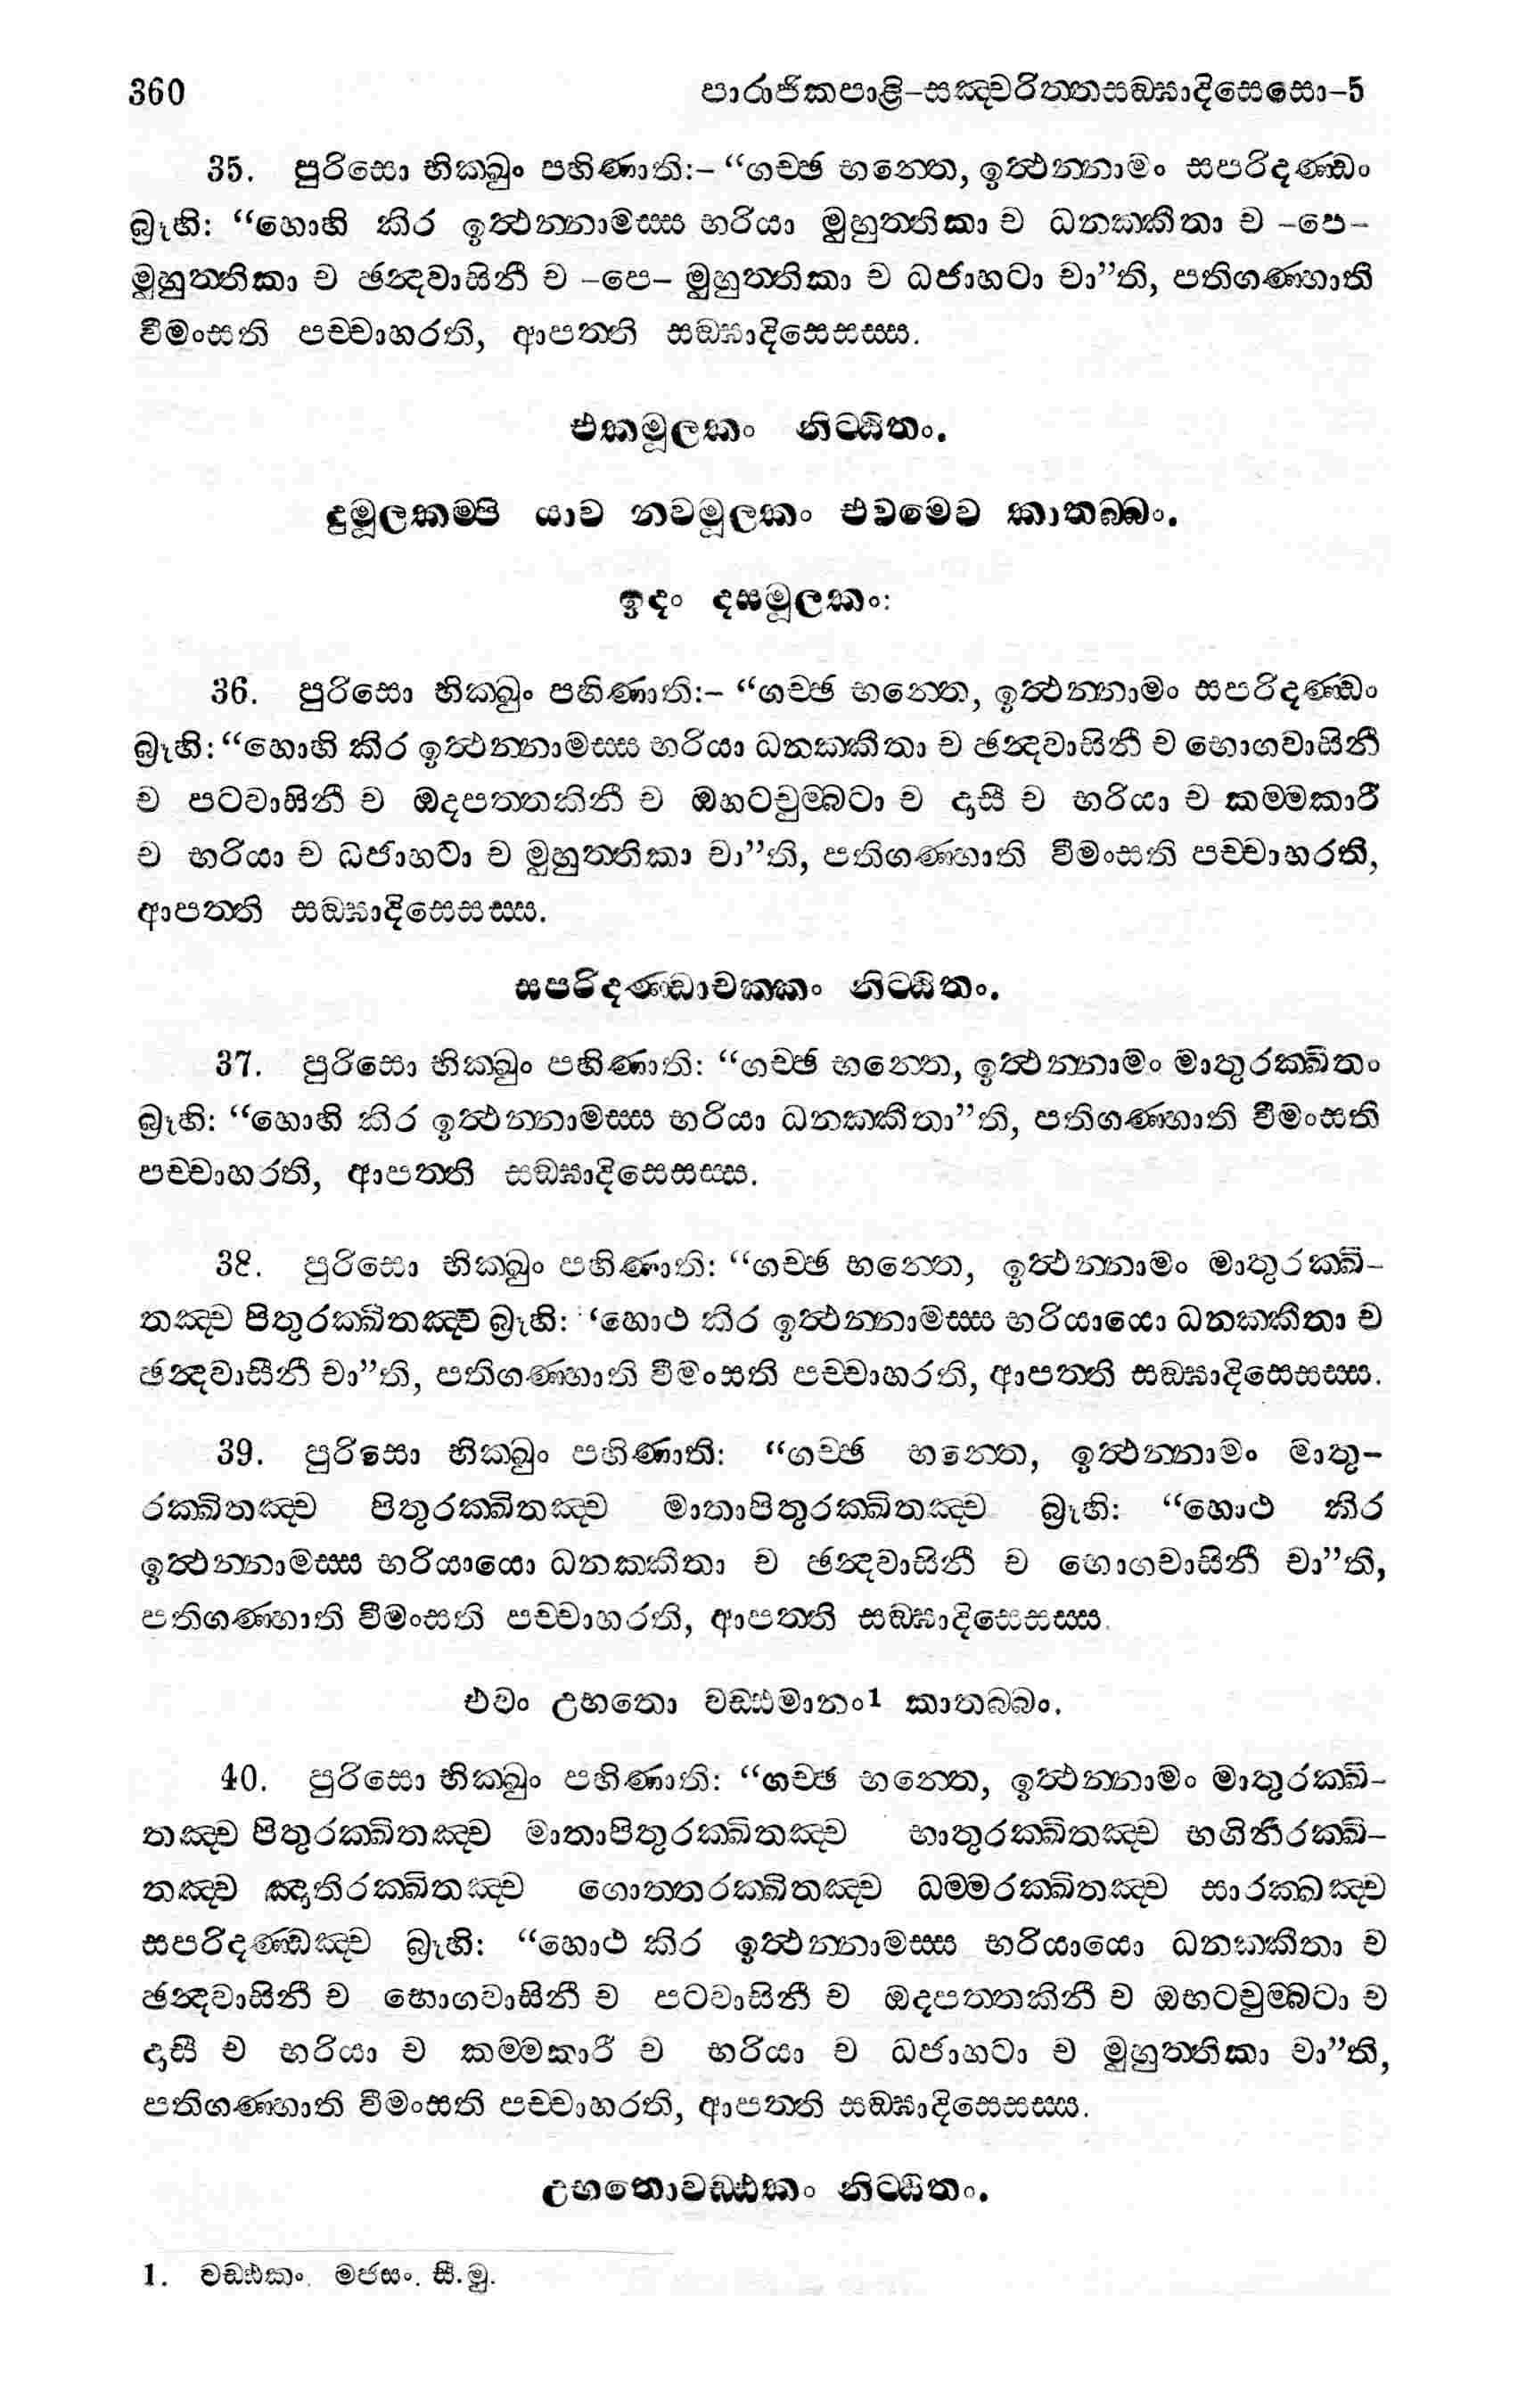 360 පාරාජිකපාළි–සඤ්චරිත්තසඞ්ඝාදිසෙසො–5
35. පුරිසො භික්ඛුං පහිණාති:– “ගච්ඡ භන්තෙ, ඉත්ථන්නාමං සපරිදණ්ඩං
බ්‍රූහි: “හොහි කිර ඉත්ථන්නාමස්ස භරියා මුහුත්තිකා ච ධනක්කීතා ච –පෙ–
මුහුත්තිකා ච ඡන්දවාසිනී ච –පෙ– මුහුත්තිකා ච ධජාහටා චා”ති, පතිගණ්හාති
වීමංසති පච්චාහරති, ආපත්ති සඞ්ඝාදිසෙසස්ස.
එකමූලකං නිට්ඨිතං.
දුමූලකම්පි යාව නවමූලකං එවමෙව කාතබ්බං.
ඉදං දසමූලකං:
36. පුරිසො භික්ඛුං පහිණාති:– “ගච්ඡ භන්තෙ, ඉත්ථන්නාමං සපරිදණ්ඩං
බ්‍රූහි: “හොහි කිර ඉත්ථන්නාමස්ස භරියා ධනක්කීතා ච ඡන්දවාසිනී ච භොගවාසිනී
ච පටවාසිනී ච ඔදපත්තකිනී ච ඔභටචුම්බටා ච දාසී ච භරියා ච කම්මකාරී
ච භරියා ච ධජාහටා ච මුහුත්තිකා චා”ති, පතිගණ්හාති වීමංසති පච්චාහරති,
ආපත්ති සඞ්ඝාදිසෙසස්ස.
සපරිදණ්ඩාචක්කං නිට්ඨිතං.
37. පුරිසො භික්ඛුං පහිණාති: “ගච්ඡ භන්තෙ, ඉත්ථන්නාමං මාතුරක්ඛිතං
බ්‍රූහි: “හොහි කිර ඉත්ථන්නාමස්ස භරියා ධනක්කීතා”ති, පතිගණ්හාති වීමංසති
පච්චාහරති, ආපත්ති සඞ්ඝාදිසෙසස්ස.
38. පුරිසො භික්ඛුං පහිණාති: “ගච්ඡ භන්තෙ, ඉත්ථන්නාමං මාතුරක්ඛි–
තඤ්ච පිතුරක්ඛිතඤ්ච බ්‍රූහි: ‘හොථ කිර ඉත්ථන්නාමස්ස භරියායො ධනක්කීතා ච
ඡන්දවාසිනී චා”ති, පතිගණ්හාති වීමංසති පච්චාහරති, ආපත්ති සඞ්ඝාදිසෙසස්ස.
39. පුරිසො භික්ඛුං පහිණාති: “ගච්ඡ භන්තෙ, ඉත්ථන්නාමං මාතු–
රක්ඛිතඤ්ච පිතුරක්ඛිතඤ්ච මාතාපිතුරක්ඛිතඤ්ච බ්‍රූහි: “හොථ කිර
ඉත්ථන්නාමස්ස භරියායො ධනක්කීතා ච ඡන්දවාසිනී ච භොගවාසිනී චා”ති,
පතිගණ්හාති වීමංසති පච්චාහරති, ආපත්ති සඞ්ඝාදිසෙසස්ස.
එවං උභතො වඩ්ඪමානං1 කාතබ්බං.
40. පුරිසො භික්ඛුං පහිණාති: “ගච්ඡ භන්තෙ, ඉත්ථන්නාමං මාතුරක්ඛි–
තඤ්ච පිතුරක්ඛිතඤ්ච මාතාපිතුරක්ඛිතඤ්ච භාතුරක්ඛිතඤ්ච භගිනීරක්ඛි–
තඤ්ච ඤාතිරක්ඛිතඤ්ච ගොත්තරක්ඛිතඤ්ච ධම්මරක්ඛිතඤ්ච සාරක්ඛඤ්ච
සපරිදණ්ඩඤ්ච බ්‍රූහි: “හොථ කිර ඉත්ථන්නාමස්ස භරියායො ධනක්කීතා ච
ඡන්දවාසිනී ච භොගවාසිනී ච පටවාසිනී ච ඔදපත්තකිනී ච ඔභටචුම්බටා ච
දාසී ච භරියා ච කම්මකාරී ච භරියා ච ධජාහටා ච මුහුත්තිකා චා”ති,
පතිගණ්හාති වීමංසති පච්චාහරති, ආපත්ති සඞ්ඝාදිසෙසස්ස.
උභතොවඩ්ඪකං නිට්ඨිතං.
1. වඩ්ඪකං. මජසං. සී.මු.